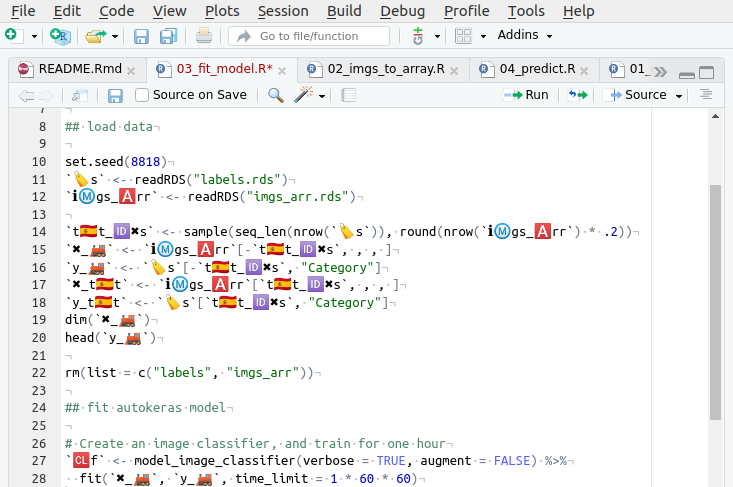 File Edit Code View Plots Session Build Debug Profile Tools Help
Go to file/function Addins
README.Rmd 03_fit_model.R* 02_imgs_to_array.R 04_predict.R 01_
Source on Save Run Source
7
8 ## load data
9
10 set.seed(8818)
11 `🏷️s` <- readRDS("labels.rds")
12 `ℹ️Ⓜ️gs_🅰️rr` <- readRDS("imgs_arr.rds")
13
14 `t🇪🇸t_🆔✖️s` <- sample(seq_len(nrow(`🏷️s`)), round(nrow(`ℹ️Ⓜ️gs_🅰️rr`) * .2))
15 `✖️_🚂` <- `ℹ️Ⓜ️gs_🅰️rr`[-`t🇪🇸t_🆔✖️s`, , , ]
16 `y_🚂` <- `🏷️s`[-`t🇪🇸t_🆔✖️s`, "Category"]
17 `✖️_t🇪🇸t` <- `ℹ️Ⓜ️gs_🅰️rr`[`t🇪🇸t_🆔✖️s`, , , ]
18 `y_t🇪🇸t` <- `🏷️s`[`t🇪🇸t_🆔✖️s`, "Category"]
19 dim(`✖️_🚂`)
20 head(`y_🚂`)
21
22 rm(list = c("labels", "imgs_arr"))
23
24 ## fit autokeras model
25
26 # Create an image classifier, and train for one hour
27 `🆑f` <- model_image_classifier(verbose = TRUE, augment = FALSE) %>%
28 fit(`✖️_🚂`, `y_🚂`, time_limit = 1 * 60 * 60)